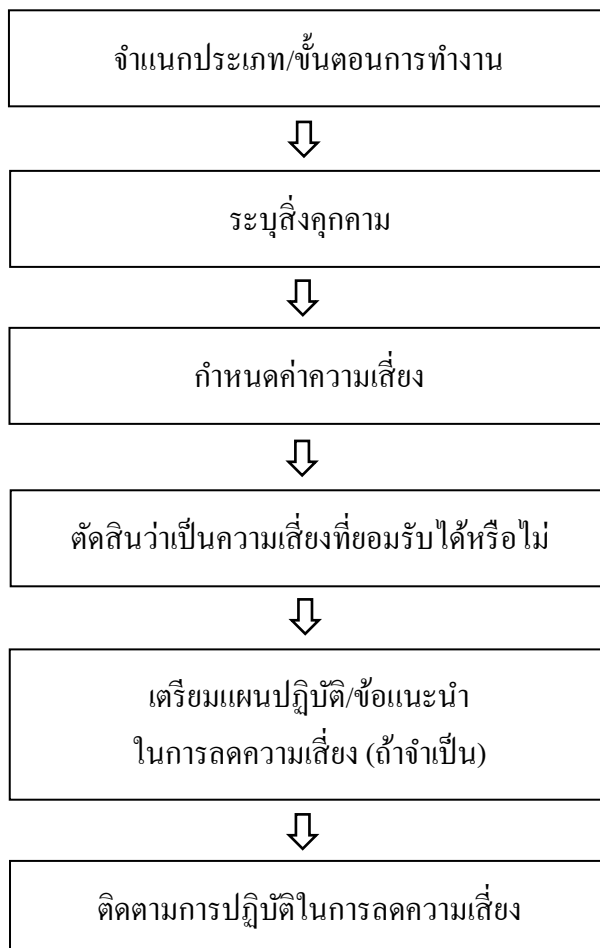 จำแนกประเภท/ขั้นตอนการทำงาน
ระบุสิ่งคุกคาม
กำหนดค่าความเสี่ยง
ตัดสินว่าเป็นความเสี่ยงที่ยอมรับได้หรือไม่
เตรียมแผนปฏิบัติ/ข้อแนะนำ
ในการลดความเสี่ยง (ถ้าจำเป็น)
ติดตามการปฏิบัติในการลดความเสี่ยง